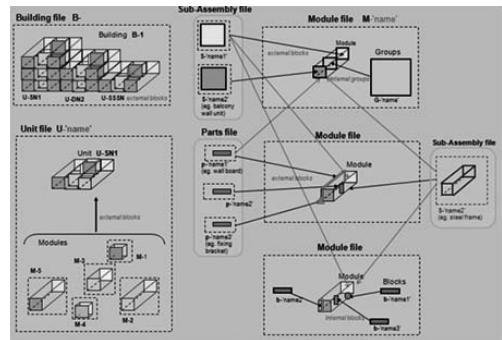 Building file B-
Building B-1
U-SN1
U-DN2
U-SSSN
external blocks
Unit file U-'name'
Unit U-SN1
external blocks
Modules
M-5
M-3
M-1
M-4
M-2
Sub-Assembly file
S-'name1'
S-'name2'
(eg. balcony
wall unit)
Parts file
p-'name1'
(eg. wall board)
p-'name2'
p-'name2'
(eg. fixing
bracket)
Module file M-'name'
external blocks
Module
internal groups
Groups
G-'name'
Module file
external blocks
Module
Sub-Assembly file
S-'name2'
(eg. steel frame)
Module file
Module
Blocks
b-'name
b-'name1'
b-'name2'
internal blocks